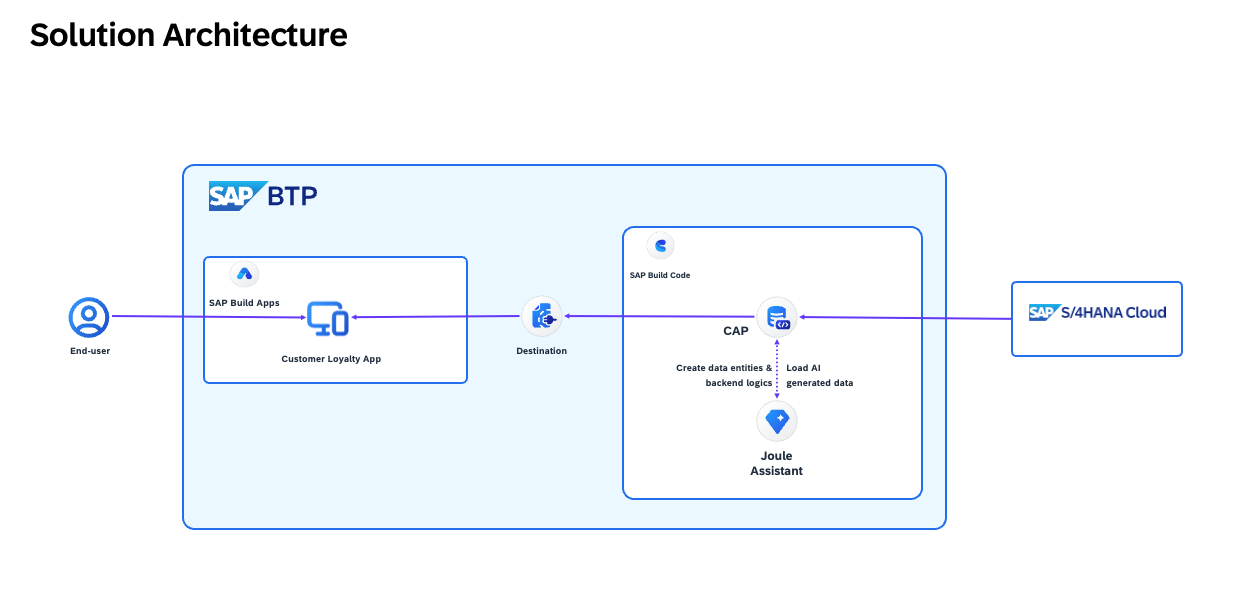 Solution Architecture
SAP BTP
SAP Build Code
SAP Build Apps
SAP S/4HANA Cloud
CAP
End-user
Destination
Customer Loyalty App
Create data entities &
backend logics
Load AI
generated data
Joule
Assistant